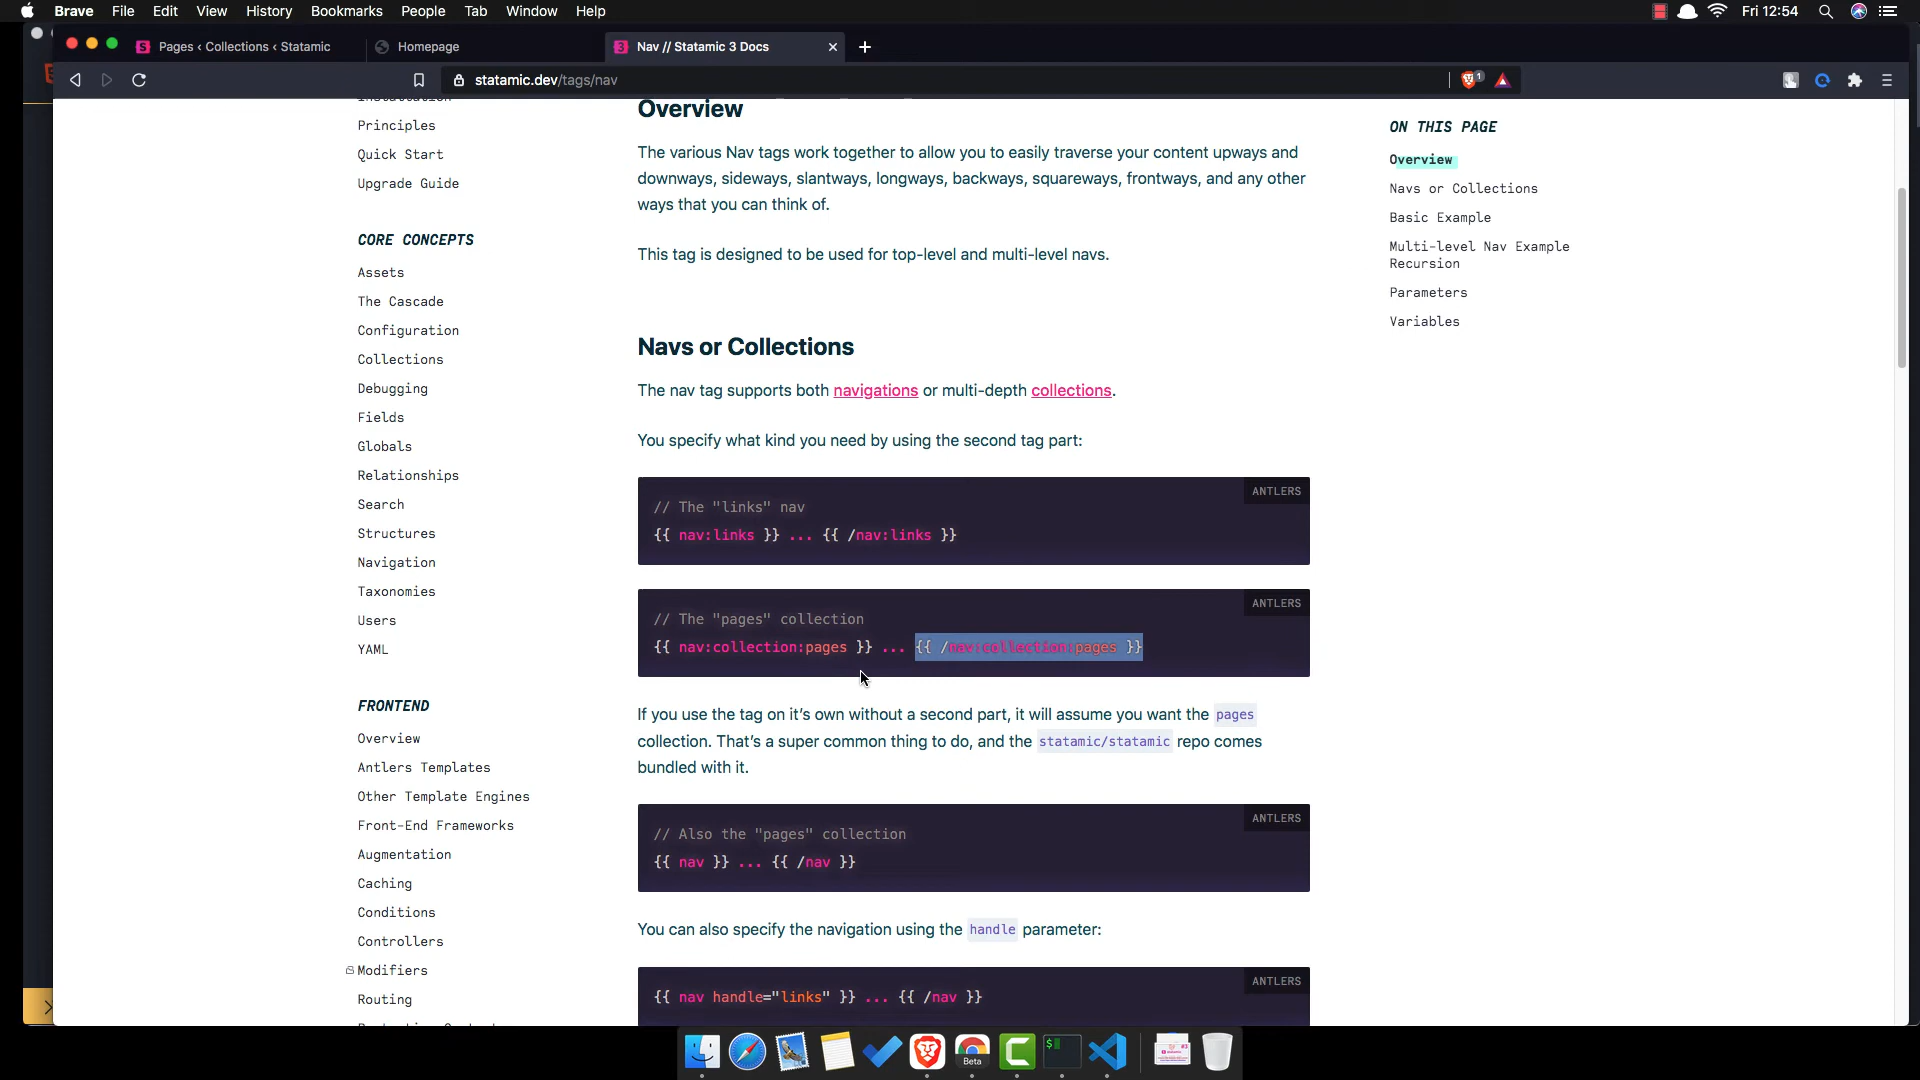 Brave File Edit View History Bookmarks People Tab Window Help
Fri 12:54
Pages ‹ Collections ‹ Statamic
Homepage
Nav // Statamic 3 Docs
statamic.dev/tags/nav
1
Principles
Quick Start
Upgrade Guide
CORE CONCEPTS
Assets
The Cascade
Configuration
Collections
Debugging
Fields
Globals
Relationships
Search
Structures
Navigation
Taxonomies
Users
YAML
FRONTEND
Overview
Antlers Templates
Other Template Engines
Front-End Frameworks
Augmentation
Caching
Conditions
Controllers
Modifiers
Routing
Overview
The various Nav tags work together to allow you to easily traverse your content upways and
downways, sideways, slantways, longways, backways, squareways, frontways, and any other
ways that you can think of.
This tag is designed to be used for top-level and multi-level navs.
Navs or Collections
The nav tag supports both navigations or multi-depth collections.
You specify what kind you need by using the second tag part:
ANTLERS
// The "links" nav
{{ nav:links }} ... {{ /nav:links }}
ANTLERS
// The "pages" collection
{{ nav:collection:pages }} ... {{ /nav:collection:pages }}
If you use the tag on it's own without a second part, it will assume you want the pages
collection. That's a super common thing to do, and the statamic/statamic repo comes
bundled with it.
ANTLERS
// Also the "pages" collection
{{ nav }} ... {{ /nav }}
You can also specify the navigation using the handle parameter:
ANTLERS
{{ nav handle="links" }} ... {{ /nav }}
ON THIS PAGE
Overview
Navs or Collections
Basic Example
Multi-level Nav Example
Recursion
Parameters
Variables
Beta